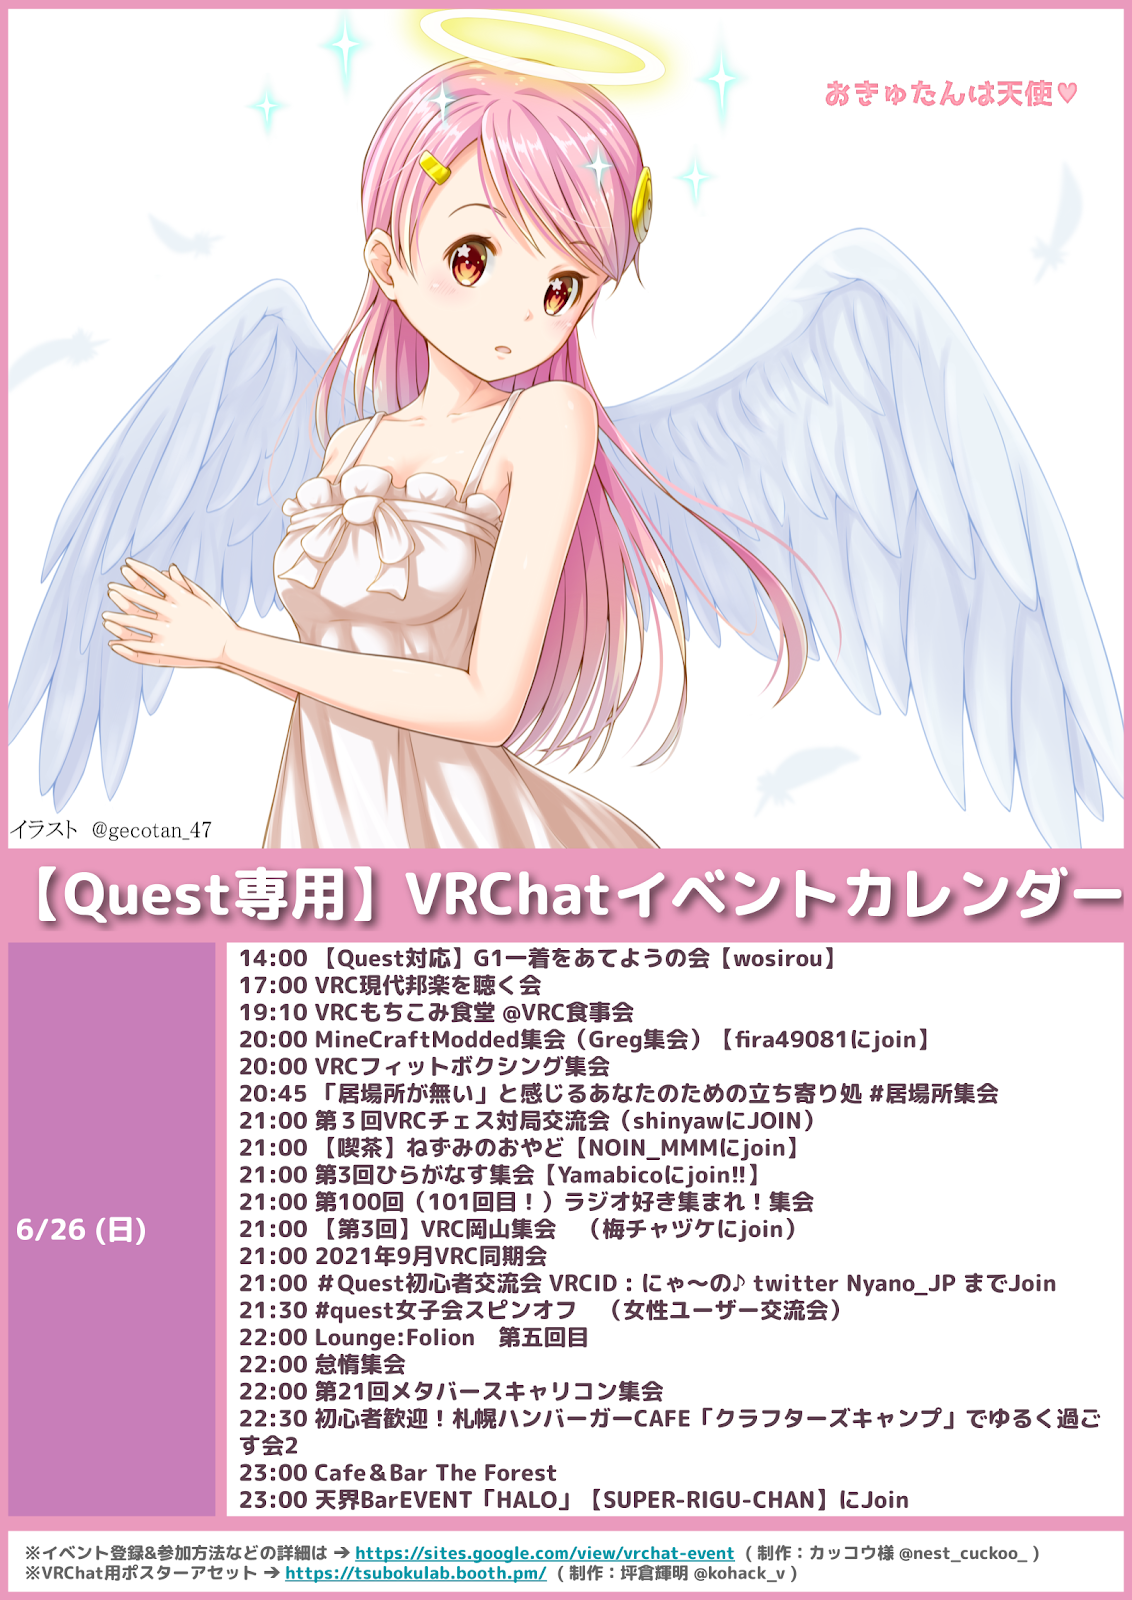 おきゅたんは天使♥
イラスト　@gecotan_47
【Quest専用】VRChatイベントカレンダー
6/26 (日)
14:00 【Quest対応】G1一着をあてようの会【wosirou】
17:00 VRC現代邦楽を聴く会
19:10 VRCもちこみ食堂 @VRC食事会
20:00 MineCraftModded集会（Greg集会）【fira49081にjoin】
20:00 VRCフィットボクシング集会
20:45 「居場所が無い」と感じるあなたのための立ち寄り処 #居場所集会
21:00 第３回VRCチェス対局交流会（shinyawにJOIN）
21:00 【喫茶】ねずみのおやど【NOIN_MMMにjoin】
21:00 第3回ひらがなす集会【Yamabicoにjoin!!】
21:00 第100回（101回目！）ラジオ好き集まれ！集会
21:00 【第3回】VRC岡山集会　（梅チャヅケにjoin）
21:00 2021年9月VRC同期会
21:00 ＃Quest初心者交流会 VRCID：にゃ～の♪ twitter Nyano_JP までJoin
21:30 #quest女子会スピンオフ　（女性ユーザー交流会）
22:00 Lounge:Folion　第五回目
22:00 怠惰集会
22:00 第21回メタバースキャリコン集会
22:30 初心者歓迎！札幌ハンバーガーCAFE「クラフターズキャンプ」でゆるく過ご
す会2
23:00 Cafe＆Bar The Forest
23:00 天界BarEVENT「HALO」【SUPER-RIGU-CHAN】にJoin
※イベント登録&参加方法などの詳細は → https://sites.google.com/view/vrchat-event ( 制作：カッコウ様 @nest_cuckoo_ )
※VRChat用ポスターアセット → https://tsubokulab.booth.pm/ ( 制作：坪倉輝明 @kohack_v )